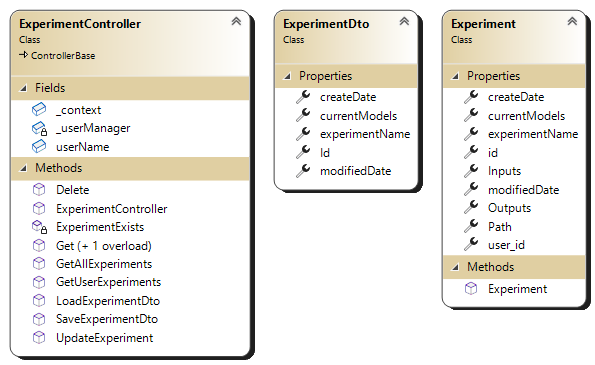 ExperimentController
Class
ControllerBase
Fields
_context
_userManager
userName
Methods
Delete
ExperimentController
ExperimentExists
Get (+ 1 overload)
GetAllExperiments
GetUserExperiments
LoadExperimentDto
SaveExperimentDto
UpdateExperiment
ExperimentDto
Class
Properties
createDate
currentModels
experimentName
Id
modifiedDate
Experiment
Class
Properties
createDate
currentModels
experimentName
id
Inputs
modifiedDate
Outputs
Path
user_id
Methods
Experiment